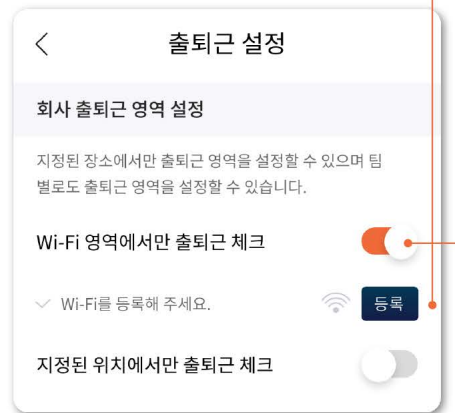 출퇴근 설정
회사 출퇴근 영역 설정
지정된 장소에서만 출퇴근 영역을 설정할 수 있으며 팀
별로도 출퇴근 영역을 설정할 수 있습니다.
Wi-Fi 영역에서만 출퇴근 체크
Wi-Fi를 등록해 주세요.
등록
지정된 위치에서만 출퇴근 체크